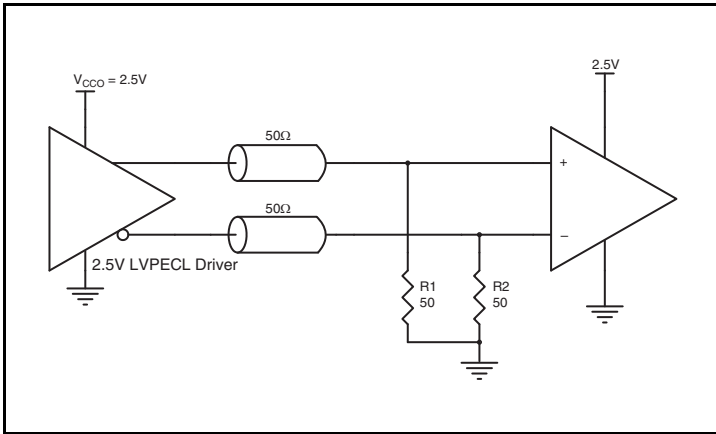 V_CCO = 2.5V
2.5V
50Ω
+
50Ω
–
2.5V LVPECL Driver
R1
50
R2
50